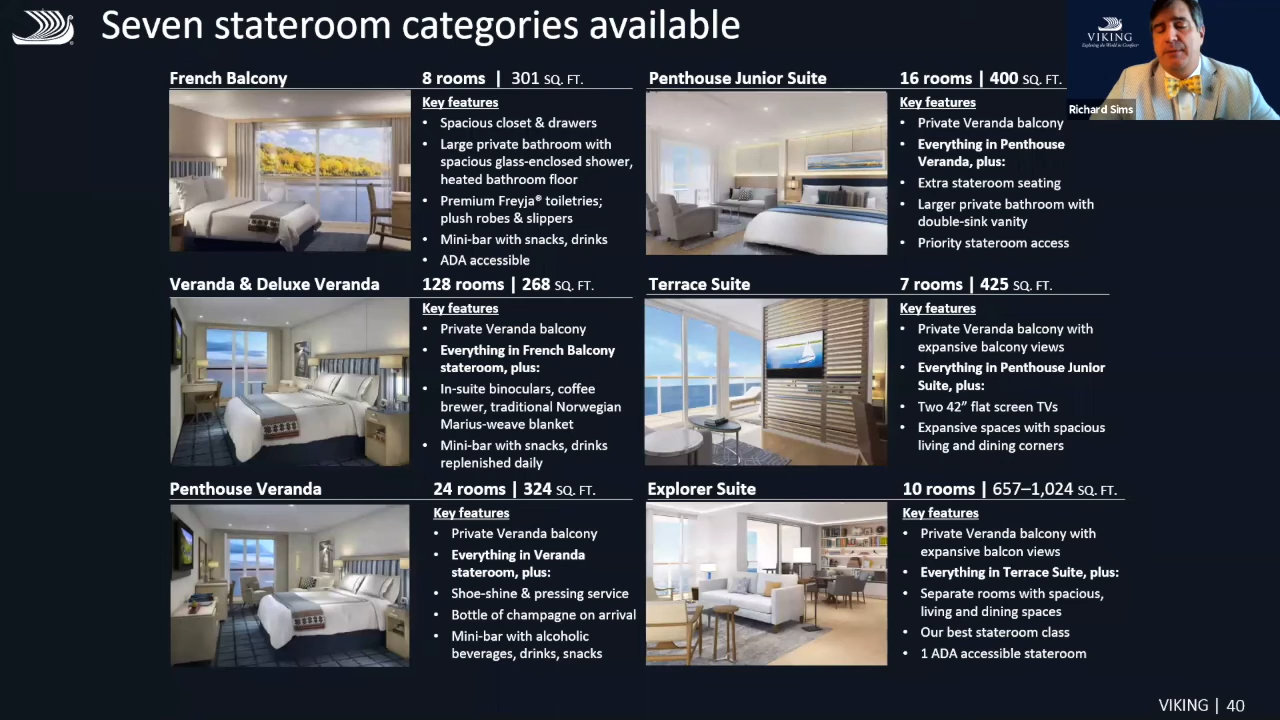 Seven stateroom categories available
VIKING
Exploring the World in Comfort®
Richard Sims
French Balcony
8 rooms | 301 SQ. FT.
Key features
• Spacious closet & drawers
• Large private bathroom with
spacious glass-enclosed shower,
heated bathroom floor
• Premium Freyja® toiletries;
plush robes & slippers
• Mini-bar with snacks, drinks
• ADA accessible
Penthouse Junior Suite
16 rooms | 400 SQ. FT.
Key features
• Private Veranda balcony
• Everything in Penthouse
Veranda, plus:
• Extra stateroom seating
• Larger private bathroom with
double-sink vanity
• Priority stateroom access
Veranda & Deluxe Veranda
128 rooms | 268 SQ. FT.
Key features
• Private Veranda balcony
• Everything in French Balcony
stateroom, plus:
• In-suite binoculars, coffee
brewer, traditional Norwegian
Marius-weave blanket
• Mini-bar with snacks, drinks
replenished daily
Terrace Suite
7 rooms | 425 SQ. FT.
Key features
• Private Veranda balcony with
expansive balcony views
• Everything in Penthouse Junior
Suite, plus:
• Two 42” flat screen TVs
• Expansive spaces with spacious
living and dining corners
Penthouse Veranda
24 rooms | 324 SQ. FT.
Key features
• Private Veranda balcony
• Everything in Veranda
stateroom, plus:
• Shoe-shine & pressing service
• Bottle of champagne on arrival
• Mini-bar with alcoholic
beverages, drinks, snacks
Explorer Suite
10 rooms | 657–1,024 SQ. FT.
Key features
• Private Veranda balcony with
expansive balcon views
• Everything in Terrace Suite, plus:
• Separate rooms with spacious,
living and dining spaces
• Our best stateroom class
• 1 ADA accessible stateroom
VIKING | 40